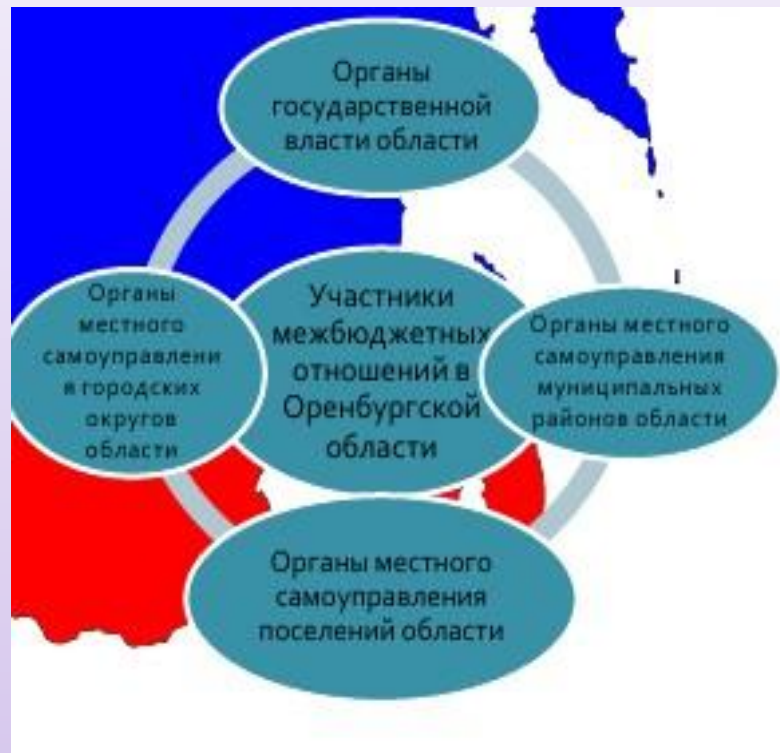 Органы
государственной
власти области
Органы
местного
самоуправлени
я городских
округов
области
Участники
межбюджетных
отношений в
Оренбургской
области
Органы местного
самоуправления
муниципальных
районов области
Органы местного
самоуправления
поселений области